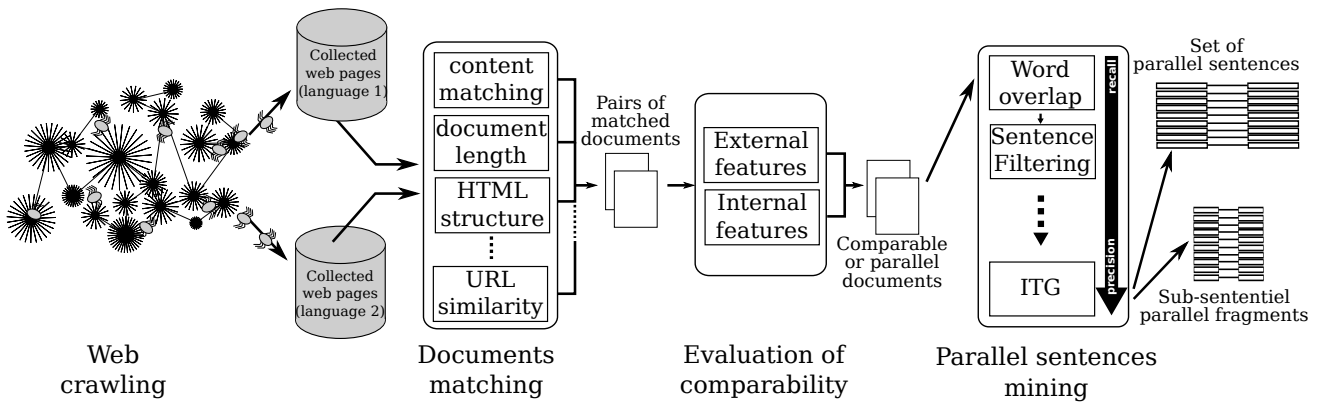 Collected
web pages
(language 1)
Collected
web pages
(language 2)
content
matching
document
length
HTML
structure
URL
similarity
Pairs of
matched
documents
External
features
Internal
features
Comparable
or parallel
documents
Word
overlap
Sentence
Filtering
ITG
recall
precision
Set of
parallel sentences
Sub-sententiel
parallel fragments
Web
crawling
Documents
matching
Evaluation of
comparability
Parallel sentences
mining